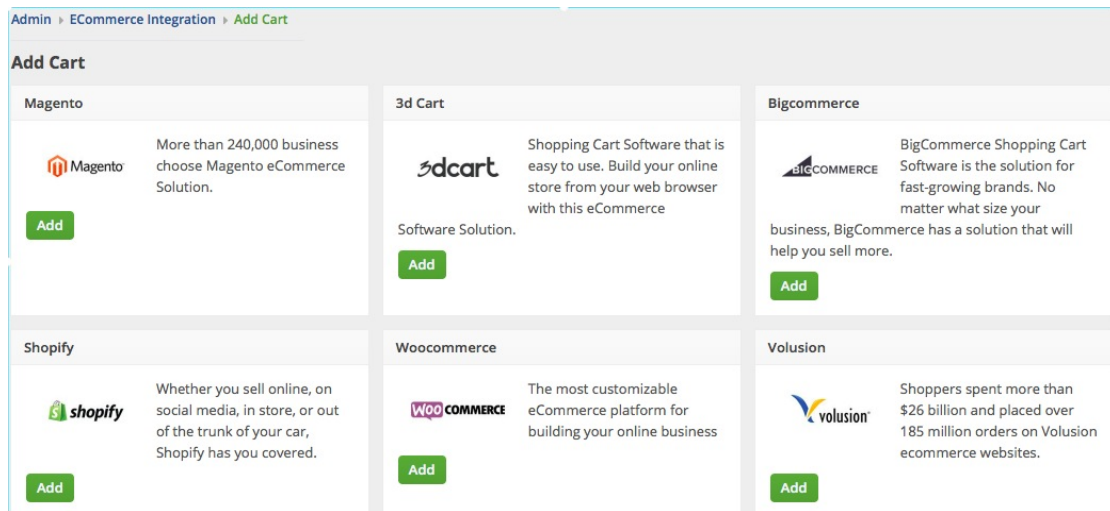 Admin ▸ ECommerce Integration ▸ Add Cart
Add Cart
Magento
Magento
More than 240,000 business
choose Magento eCommerce
Solution.
Add
3d Cart
3dcart
Shopping Cart Software that is
easy to use. Build your online
store from your web browser
with this eCommerce
Software Solution.
Add
Bigcommerce
BIGCOMMERCE
BigCommerce Shopping Cart
Software is the solution for
fast-growing brands. No
matter what size your
business, BigCommerce has a solution that will
help you sell more.
Add
Shopify
shopify
Whether you sell online, on
social media, in store, or out
of the trunk of your car,
Shopify has you covered.
Add
Woocommerce
WOO COMMERCE
The most customizable
eCommerce platform for
building your online business
Add
Volusion
volusion
Shoppers spent more than
$26 billion and placed over
185 million orders on Volusion
ecommerce websites.
Add